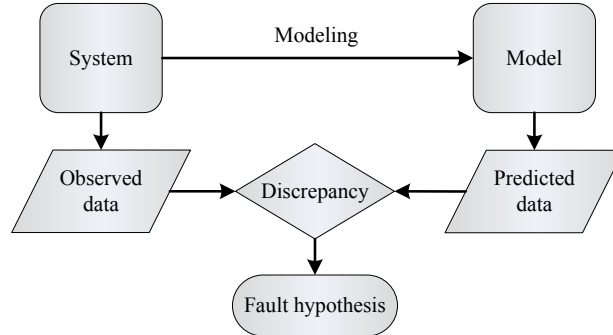 Modeling
System
Model
Observed
data
Discrepancy
Predicted
data
Fault hypothesis